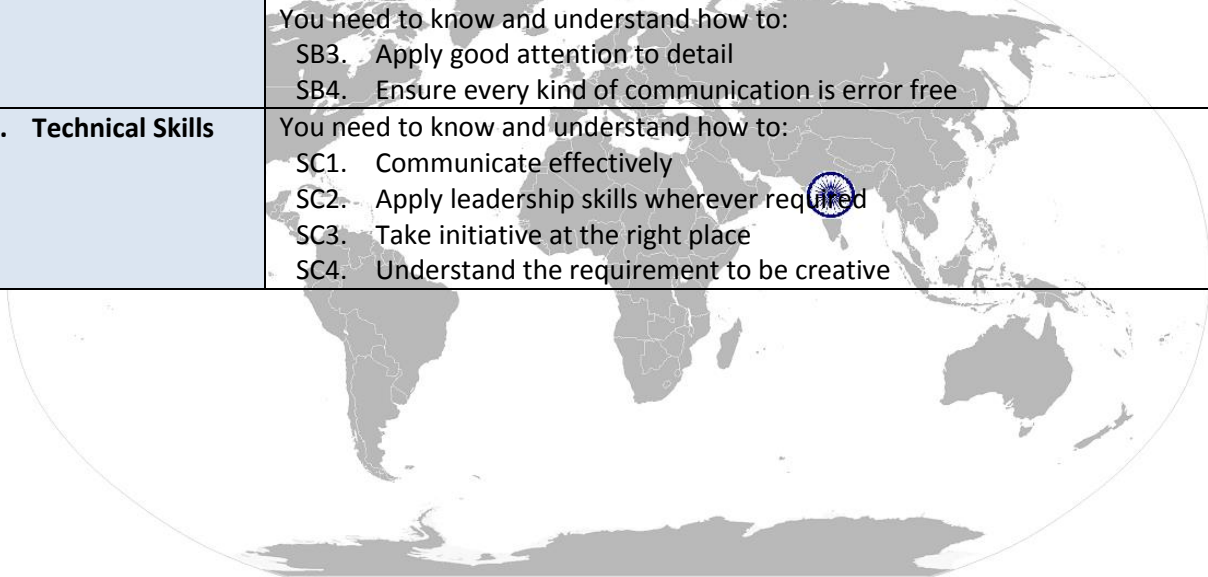 You need to know and understand how to:
SB3. Apply good attention to detail
SB4. Ensure every kind of communication is error free
. Technical Skills
You need to know and understand how to:
SC1. Communicate effectively
SC2. Apply leadership skills wherever required
SC3. Take initiative at the right place
SC4. Understand the requirement to be creative